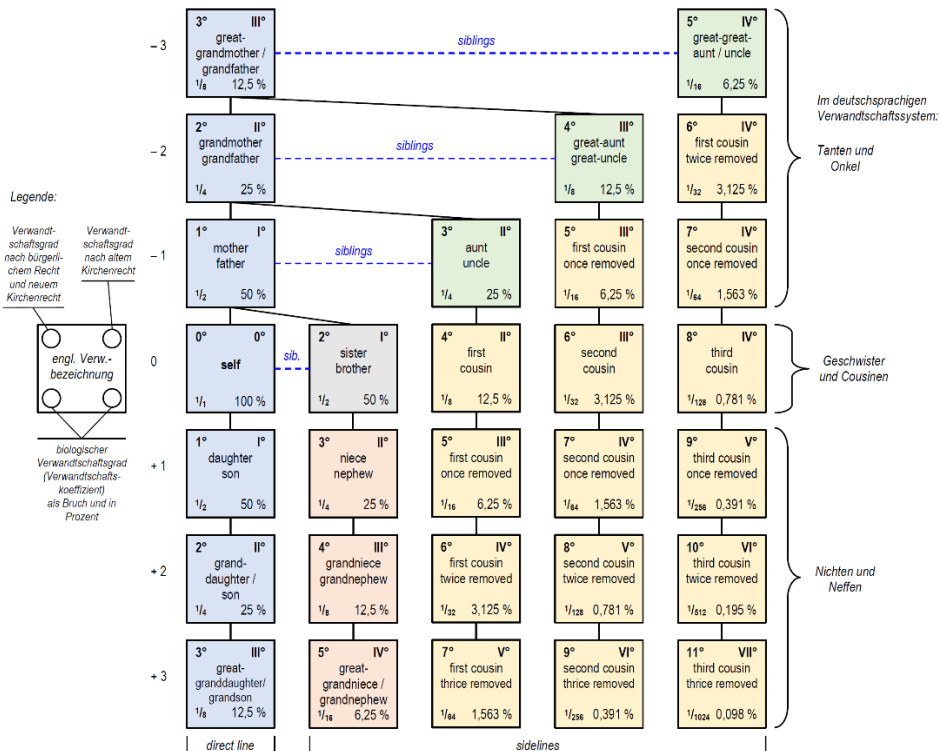 – 3
3° III°
great-
grandmother /
grandfather
1/8 12,5 %
siblings
5° IV°
great-great-
aunt / uncle
1/16 6,25 %
– 2
2° II°
grandmother
grandfather
1/4 25 %
siblings
4° III°
great-aunt
great-uncle
1/8 12,5 %
6° IV°
first cousin
twice removed
1/32 3,125 %
Im deutschsprachigen
Verwandtschaftssystem:
Tanten und
Onkel
– 1
1° I°
mother
father
1/2 50 %
siblings
3° II°
aunt
uncle
1/4 25 %
5° III°
first cousin
once removed
1/16 6,25 %
7° IV°
second cousin
once removed
1/64 1,563 %
Legende:
Verwandt-
schaftsgrad
nach bürgerli-
chem Recht
und neuem
Kirchenrecht
Verwandt-
schaftsgrad
nach altem
Kirchenrecht
engl. Verw.-
bezeichnung
biologischer
Verwandtschaftsgrad
(Verwandtschafts-
koeffizient)
als Bruch und in
Prozent
0
0° 0°
self
1/1 100 %
sib.
2° I°
sister
brother
1/2 50 %
4° II°
first
cousin
1/8 12,5 %
6° III°
second
cousin
1/32 3,125 %
8° IV°
third
cousin
1/128 0,781 %
Geschwister
und Cousinen
+ 1
1° I°
daughter
son
1/2 50 %
3° II°
niece
nephew
1/4 25 %
5° III°
first cousin
once removed
1/16 6,25 %
7° IV°
second cousin
once removed
1/64 1,563 %
9° V°
third cousin
once removed
1/256 0,391 %
+ 2
2° II°
grand-
daughter /
son
1/4 25 %
4° III°
grandniece
grandnephew
1/8 12,5 %
6° IV°
first cousin
twice removed
1/32 3,125 %
8° V°
second cousin
twice removed
1/128 0,781 %
10° VI°
third cousin
twice removed
1/512 0,195 %
Nichten und
Neffen
+ 3
3° III°
great-
granddaughter/
grandson
1/8 12,5 %
5° IV°
great-
grandniece /
grandnephew
1/16 6,25 %
7° V°
first cousin
thrice removed
1/64 1,563 %
9° VI°
second cousin
thrice removed
1/256 0,391 %
11° VII°
third cousin
thrice removed
1/1024 0,098 %
direct line
sidelines